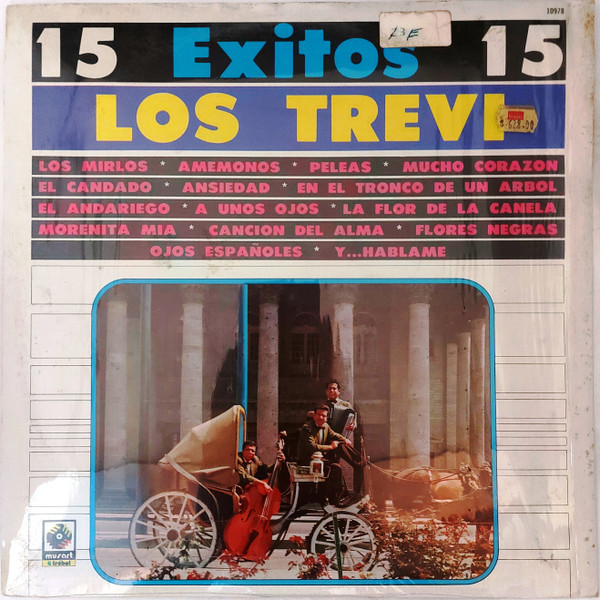 10978
15 Exitos 15
LOS TREVI
LOS MIRLOS * AMEMONOS * PELEAS * MUCHO CORAZON
EL CANDADO * ANSIEDAD * EN EL TRONCO DE UN ARBOL
EL ANDARIEGO * A UNOS OJOS * LA FLOR DE LA CANELA
MORENITA MIA * CANCION DEL ALMA * FLORES NEGRAS
OJOS ESPAÑOLES * Y...HABLAME
musart
4 trébol